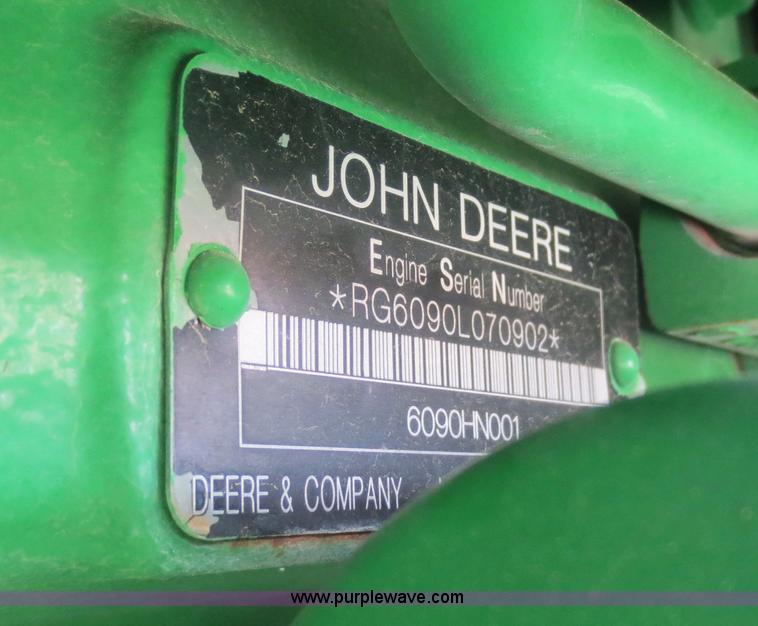 JOHN DEERE
Engine Serial Number
*RG6090L070902*
6090HN001
DEERE & COMPANY
www.purplewave.com